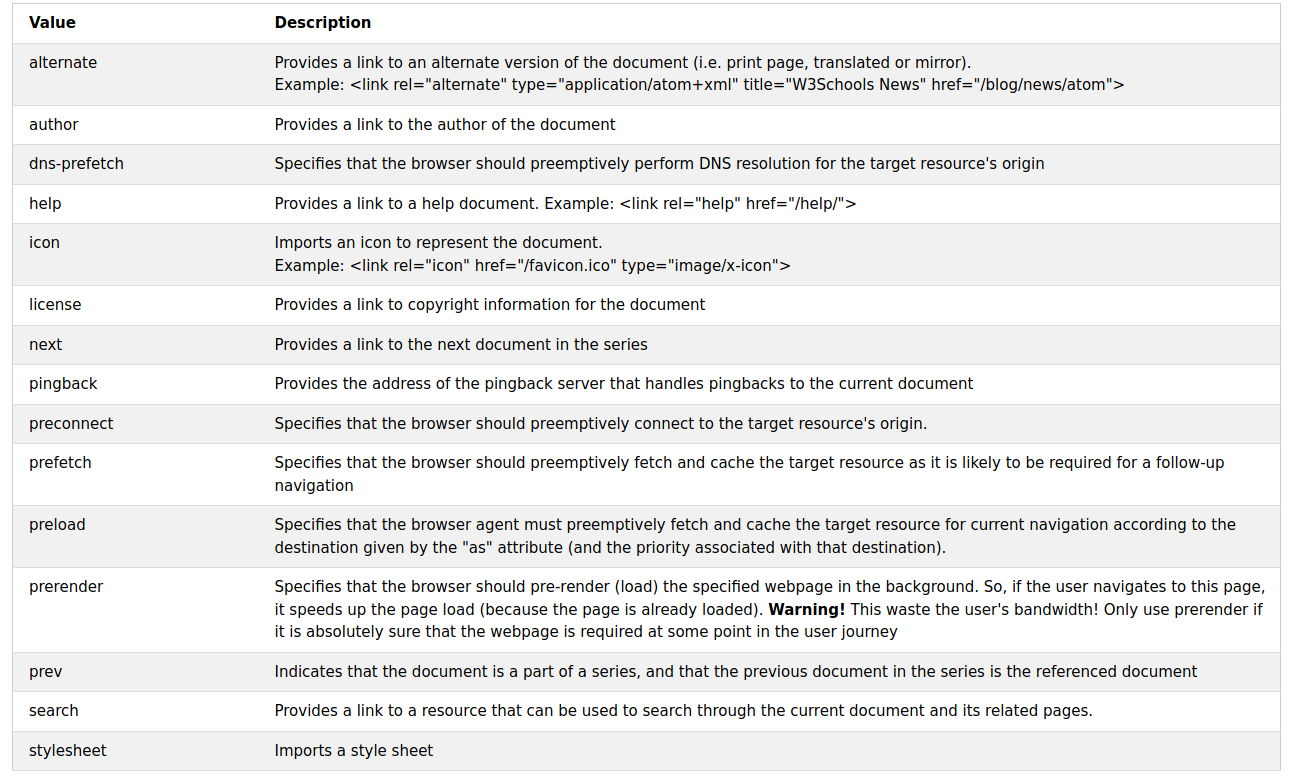 Value Description
alternate Provides a link to an alternate version of the document (i.e. print page, translated or mirror).
Example: <link rel="alternate" type="application/atom+xml" title="W3Schools News" href="/blog/news/atom">
author Provides a link to the author of the document
dns-prefetch Specifies that the browser should preemptively perform DNS resolution for the target resource's origin
help Provides a link to a help document. Example: <link rel="help" href="/help/">
icon Imports an icon to represent the document.
Example: <link rel="icon" href="/favicon.ico" type="image/x-icon">
license Provides a link to copyright information for the document
next Provides a link to the next document in the series
pingback Provides the address of the pingback server that handles pingbacks to the current document
preconnect Specifies that the browser should preemptively connect to the target resource's origin.
prefetch Specifies that the browser should preemptively fetch and cache the target resource as it is likely to be required for a follow-up
navigation
preload Specifies that the browser agent must preemptively fetch and cache the target resource for current navigation according to the
destination given by the "as" attribute (and the priority associated with that destination).
prerender Specifies that the browser should pre-render (load) the specified webpage in the background. So, if the user navigates to this page,
it speeds up the page load (because the page is already loaded). Warning! This waste the user's bandwidth! Only use prerender if
it is absolutely sure that the webpage is required at some point in the user journey
prev Indicates that the document is a part of a series, and that the previous document in the series is the referenced document
search Provides a link to a resource that can be used to search through the current document and its related pages.
stylesheet Imports a style sheet